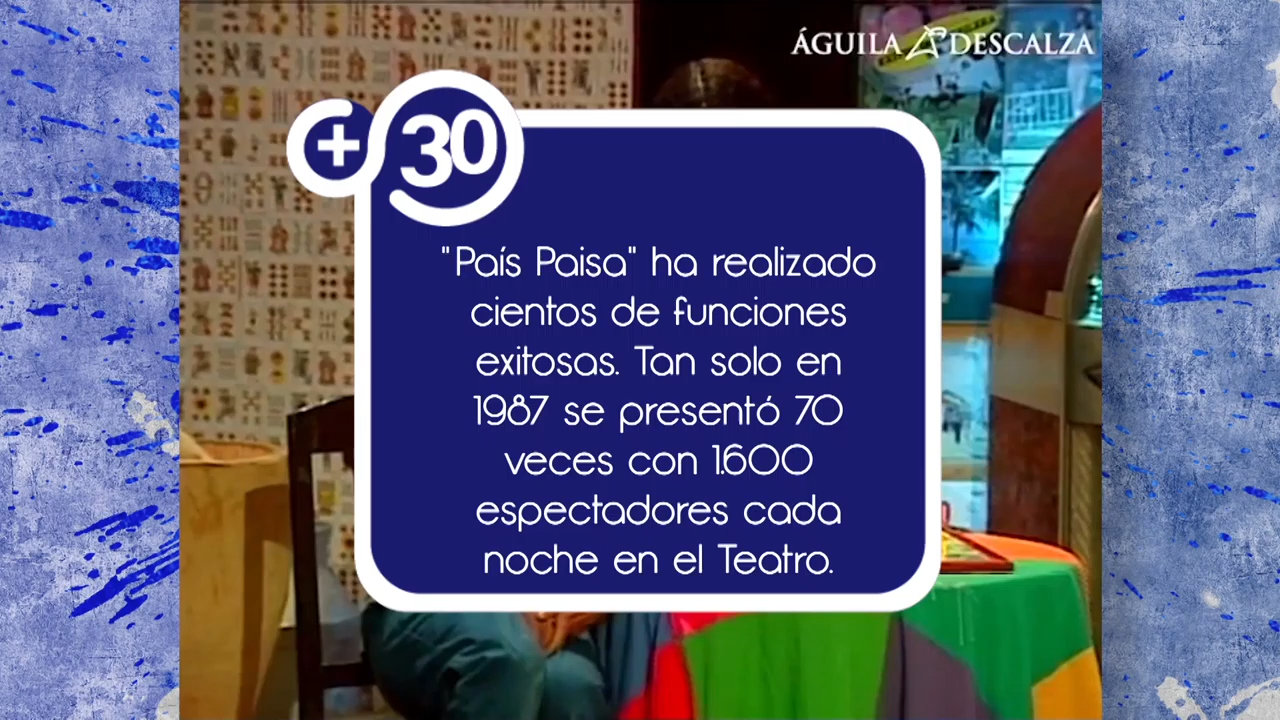 ÁGUILA DESCALZA
+ 30
"País Paisa" ha realizado
cientos de funciones
exitosas. Tan solo en
1987 se presentó 70
veces con 1.600
espectadores cada
noche en el Teatro.